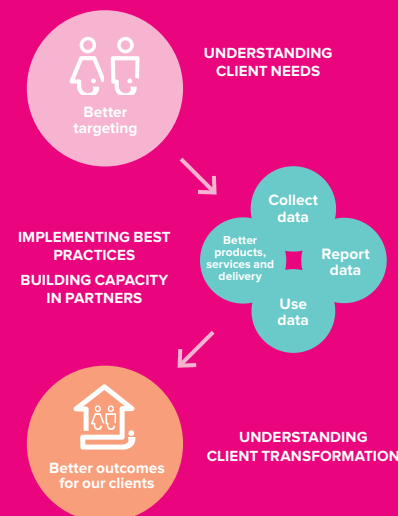 UNDERSTANDING
CLIENT NEEDS
Better
targeting
Collect
data
IMPLEMENTING BEST
PRACTICES
BUILDING CAPACITY
IN PARTNERS
Better
products,
services and
delivery
Report
data
Use
data
UNDERSTANDING
CLIENT TRANSFORMATION
Better outcomes
for our clients